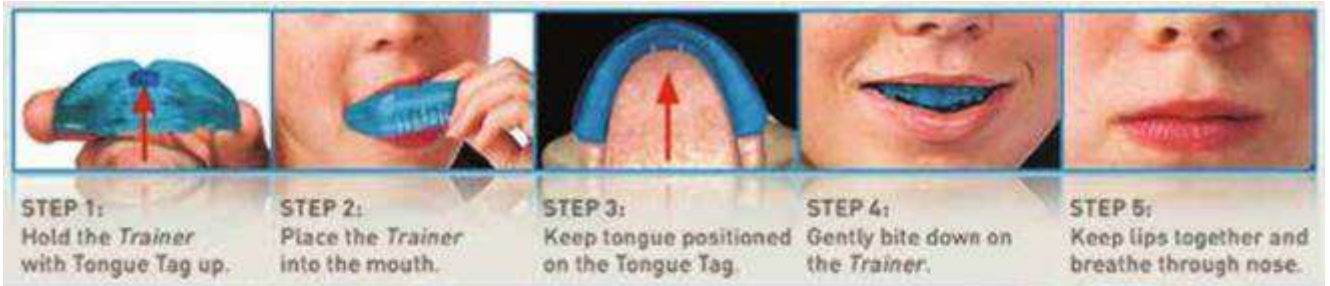 STEP 1:
Hold the Trainer
with Tongue Tag up.
STEP 2:
Place the Trainer
into the mouth.
STEP 3:
Keep tongue positioned
on the Tongue Tag.
STEP 4:
Gently bite down on
the Trainer.
STEP 5:
Keep lips together and
breathe through nose.